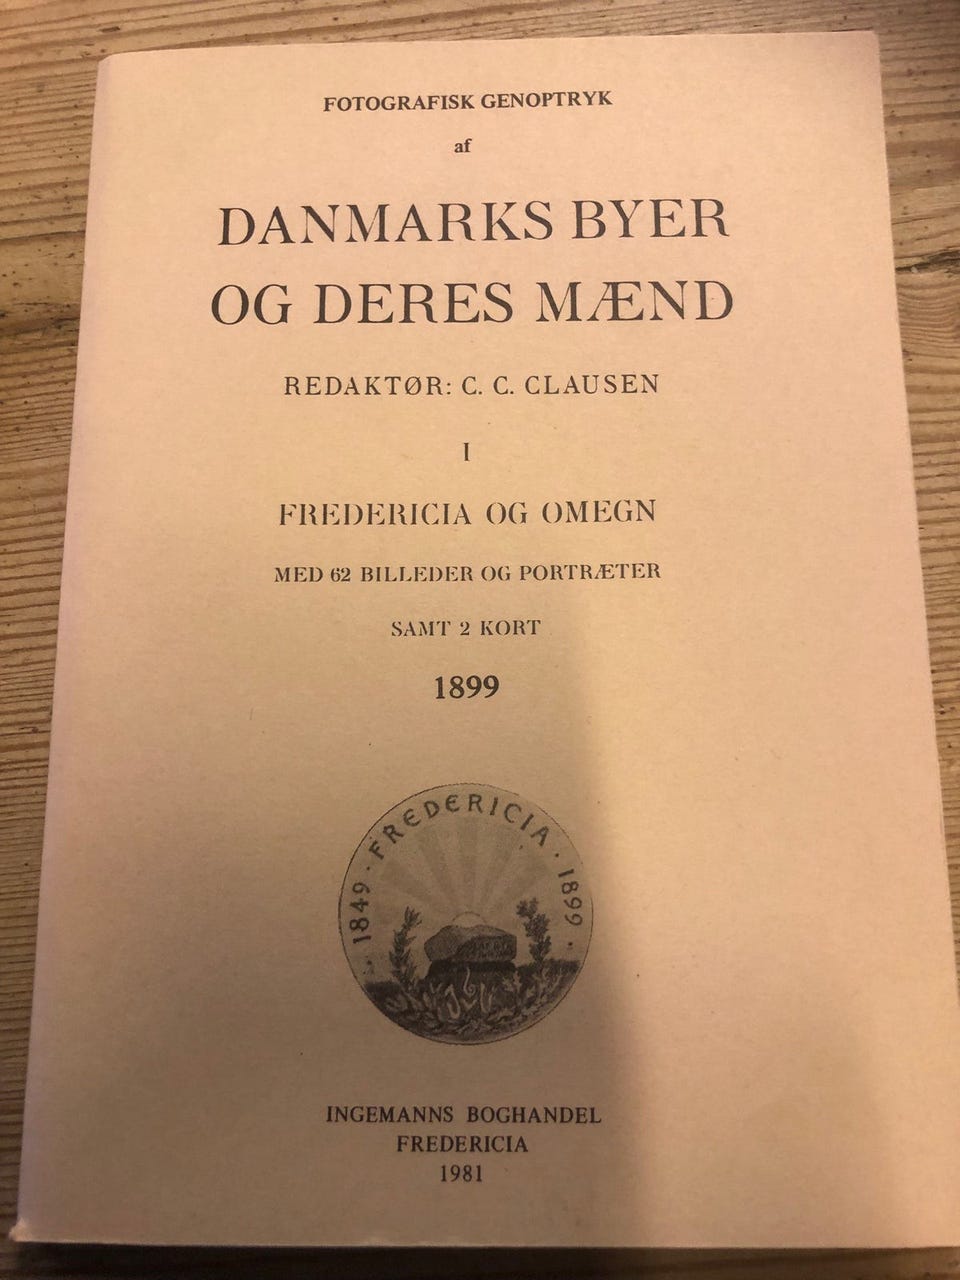 FOTOGRAFISK GENOPTRYK
af
DANMARKS BYER
OG DERES MÆND
REDAKTØR: C. C. CLAUSEN
I
FREDERICIA OG OMEGN
MED 62 BILLEDER OG PORTRÆTER
SAMT 2 KORT
1899
1849 · FREDERICIA · 1899
INGEMANNS BOGHANDEL
FREDERICIA
1981